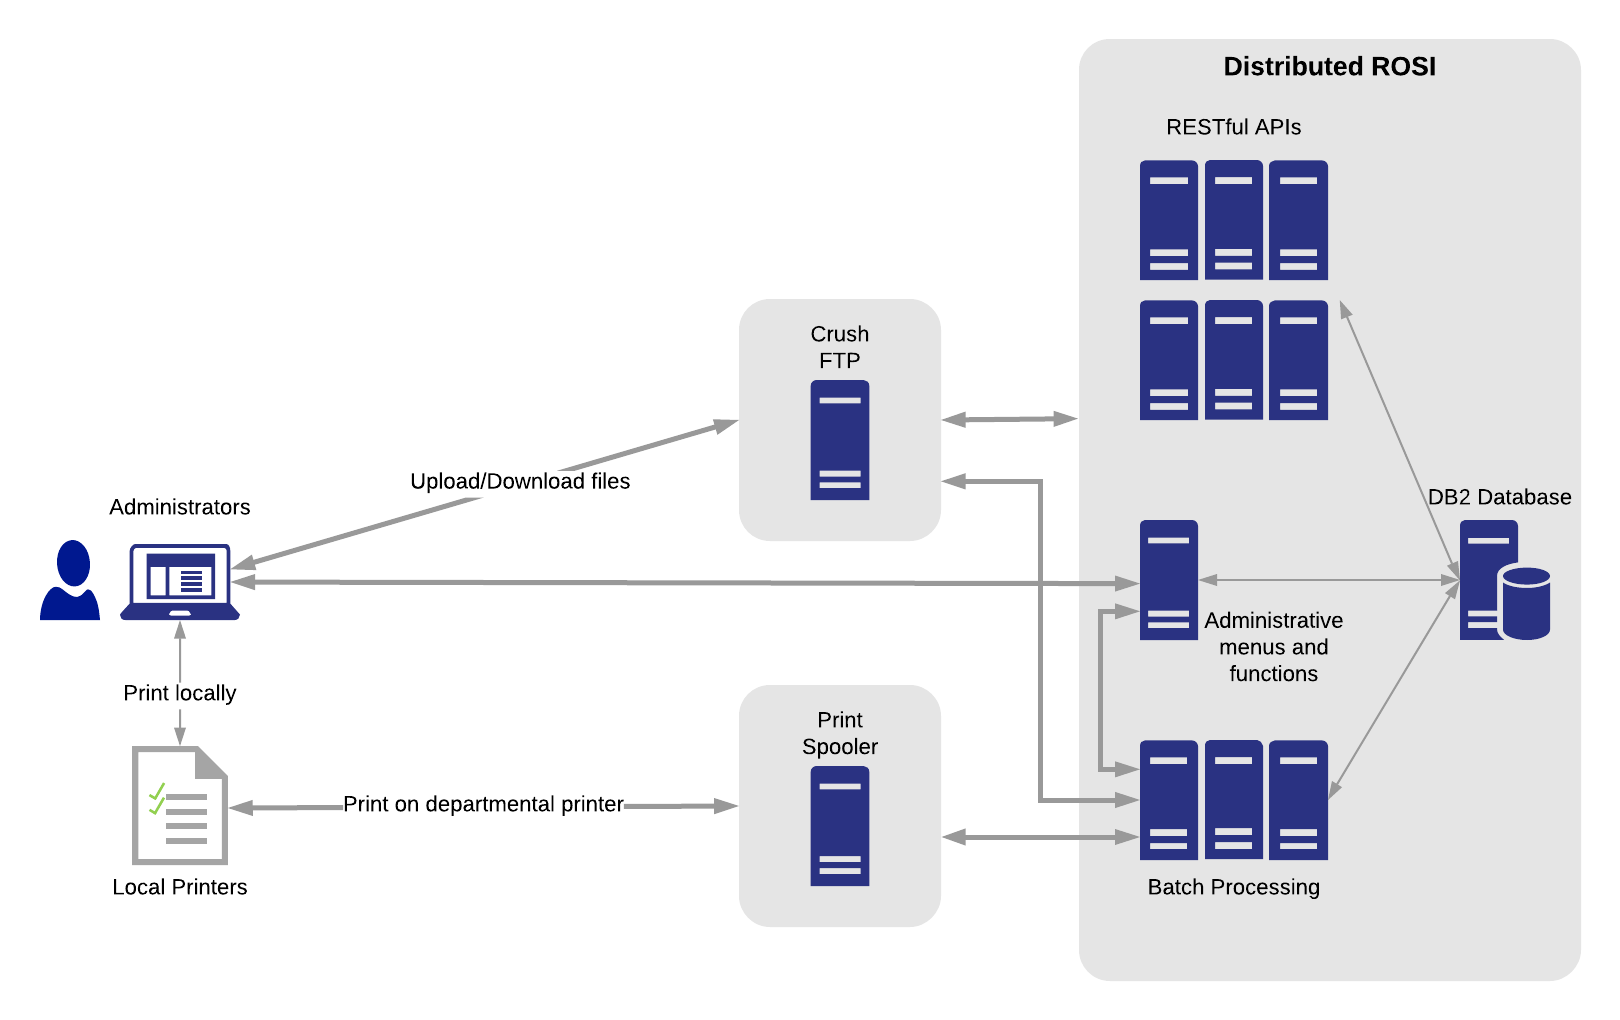 Distributed ROSI
RESTful APIs
Crush
FTP
Upload/Download files
Administrators
DB2 Database
Administrative
menus and
functions
Print locally
Print
Spooler
Print on departmental printer
Local Printers
Batch Processing